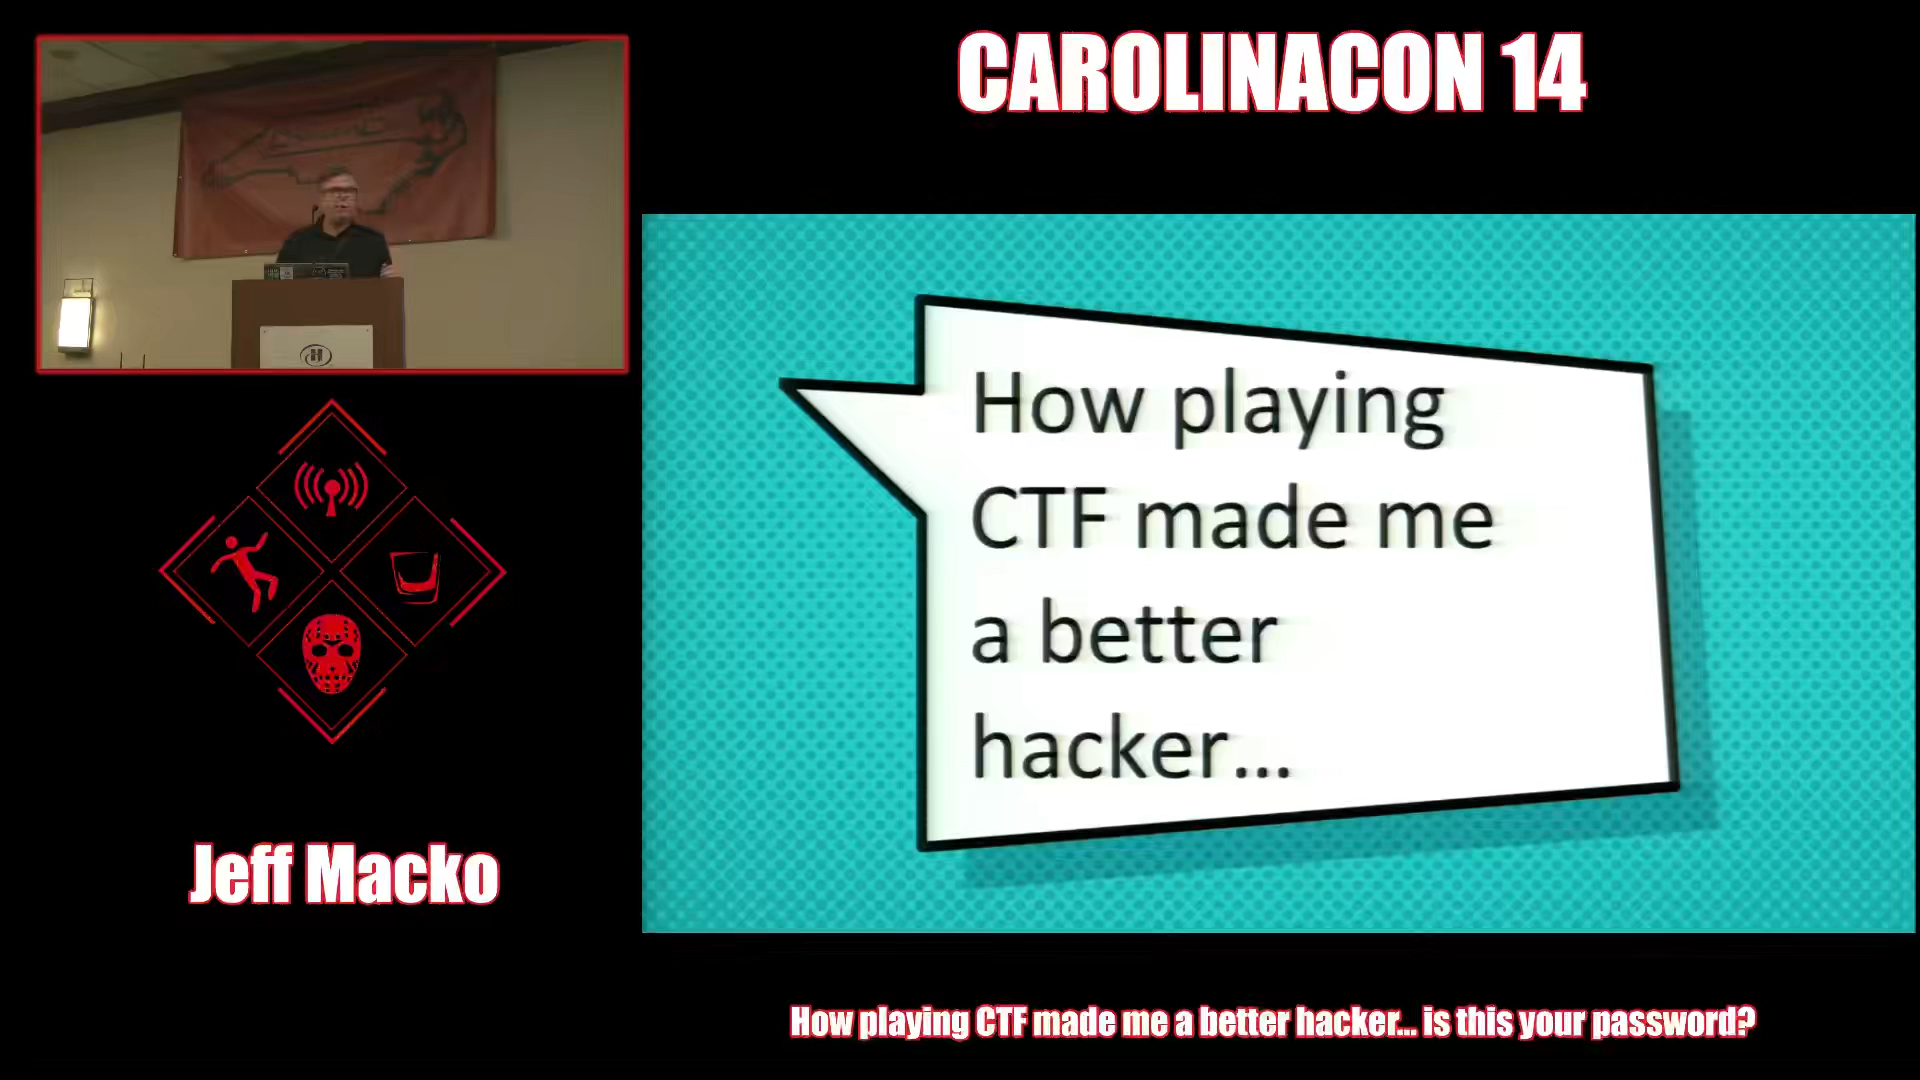 CAROLINACON 14
How playing
CTF made me
a better
hacker...
Jeff Macko
How playing CTF made me a better hacker... is this your password?